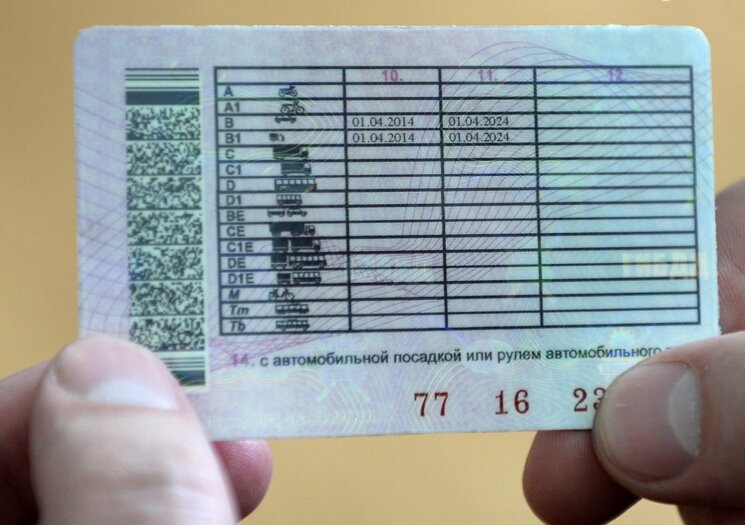 10. 11. 12.
A
A1
B 01.04.2014 01.04.2024
B1 01.04.2014 01.04.2024
C
C1
D
D1
BE
CE
C1E
DE
D1E
M
Tm
Tb
ГИБДД
14. с автомобильной посадкой или рулем автомобильного
77 16 23